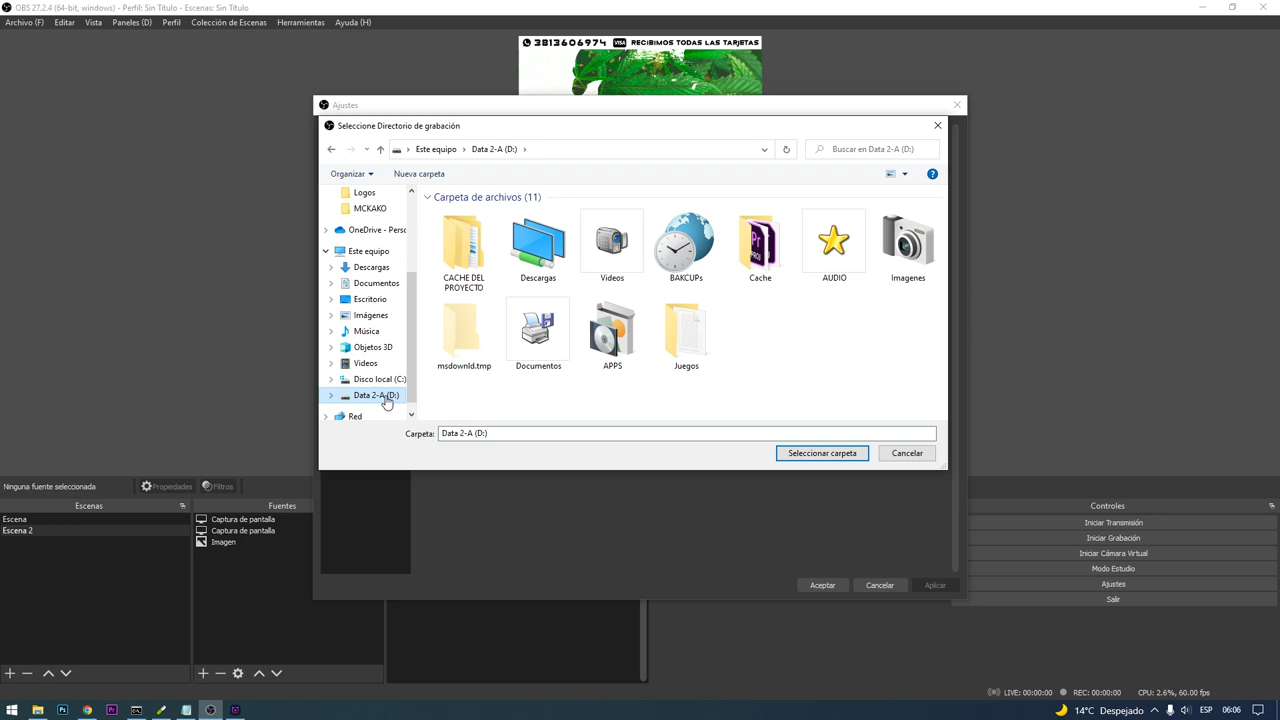 OBS 27.2.4 (64-bit, windows) - Perfil: Sin Título - Escenas: Sin Título
Archivo (F) Editar Vista Paneles (D) Perfil Colección de Escenas Herramientas Ayuda (H)
3813606974 VISA RECIBIMOS TODAS LAS TARJETAS
Ajustes
Seleccione Directorio de grabación
Este equipo Data 2-A (D:) Buscar en Data 2-A (D:)
Organizar Nueva carpeta
Logos
MCKAKO
OneDrive - Perso
Este equipo
Descargas
Documentos
Escritorio
Imágenes
Música
Objetos 3D
Videos
Disco local (C:)
Data 2-A (D:)
Red
Carpeta de archivos (11)
CACHE DEL PROYECTO Descargas Videos BAKCUPs Cache AUDIO Imagenes
Pr
PROJ
msdownld.tmp Documentos APPS Juegos
Carpeta: Data 2-A (D:)
Seleccionar carpeta Cancelar
Ninguna fuente seleccionada Propiedades Filtros
Escenas Fuentes Controles
Escena
Escena 2
Captura de pantalla
Captura de pantalla
Imagen
Iniciar Transmisión
Iniciar Grabación
Iniciar Cámara Virtual
Modo Estudio
Ajustes
Salir
Aceptar Cancelar Aplicar
LIVE: 00:00:00 REC: 00:00:00 CPU: 2.6%, 60.00 fps
Ps Pr 14°C Despejado ESP 06:06